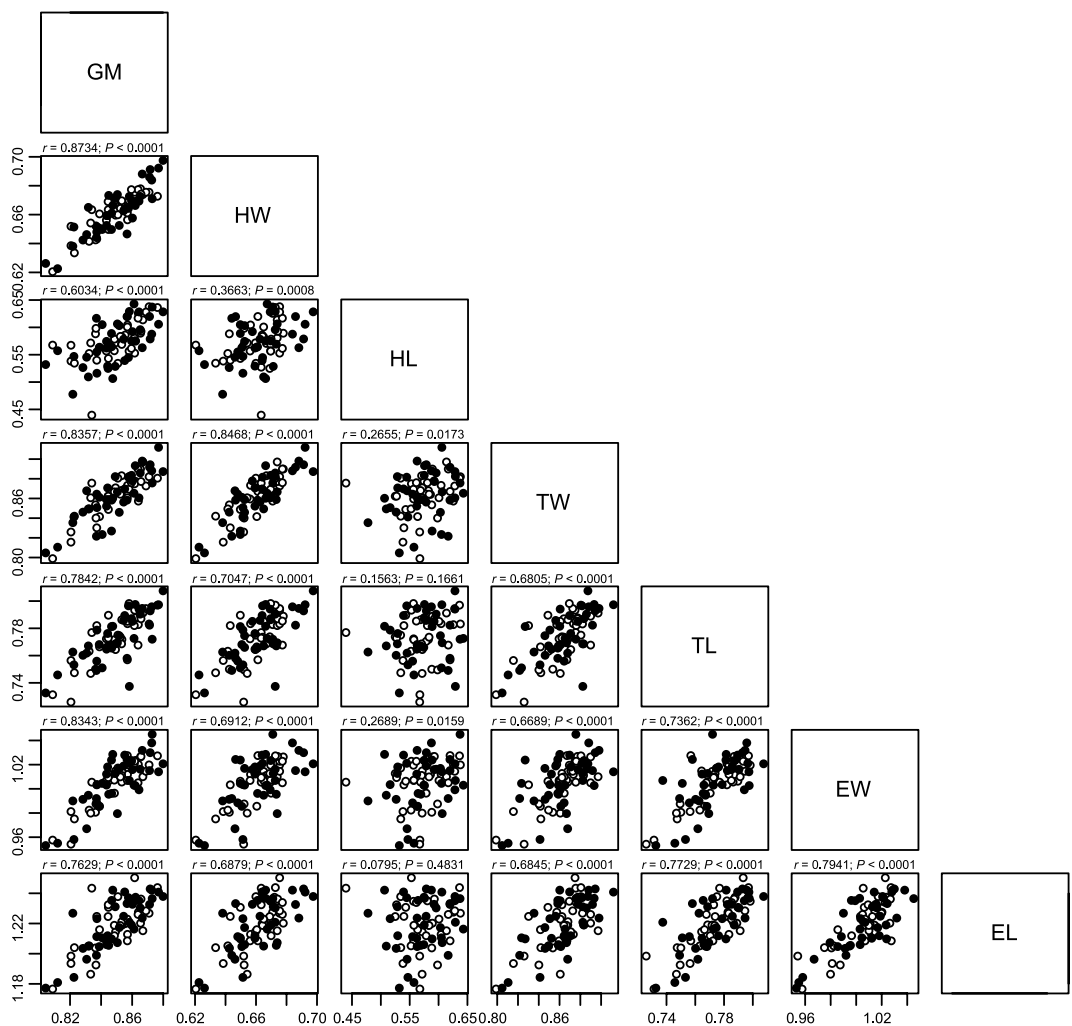 GM
r = 0.8734; P < 0.0001
0.62 0.66 0.70
HW
r = 0.6034; P < 0.0001 r = 0.3663; P = 0.0008
0.45 0.55 0.65
HL
r = 0.8357; P < 0.0001 r = 0.8468; P < 0.0001 r = 0.2655; P = 0.0173
0.80 0.86
TW
r = 0.7842; P < 0.0001 r = 0.7047; P < 0.0001 r = 0.1563; P = 0.1661 r = 0.6805; P < 0.0001
0.74 0.78
TL
r = 0.8343; P < 0.0001 r = 0.6912; P < 0.0001 r = 0.2689; P = 0.0159 r = 0.6689; P < 0.0001 r = 0.7362; P < 0.0001
0.96 1.02
EW
r = 0.7629; P < 0.0001 r = 0.6879; P < 0.0001 r = 0.0795; P = 0.4831 r = 0.6845; P < 0.0001 r = 0.7729; P < 0.0001 r = 0.7941; P < 0.0001
1.18 1.22
EL
0.82 0.86 0.62 0.66 0.70 0.45 0.55 0.65 0.80 0.86 0.74 0.78 0.96 1.02